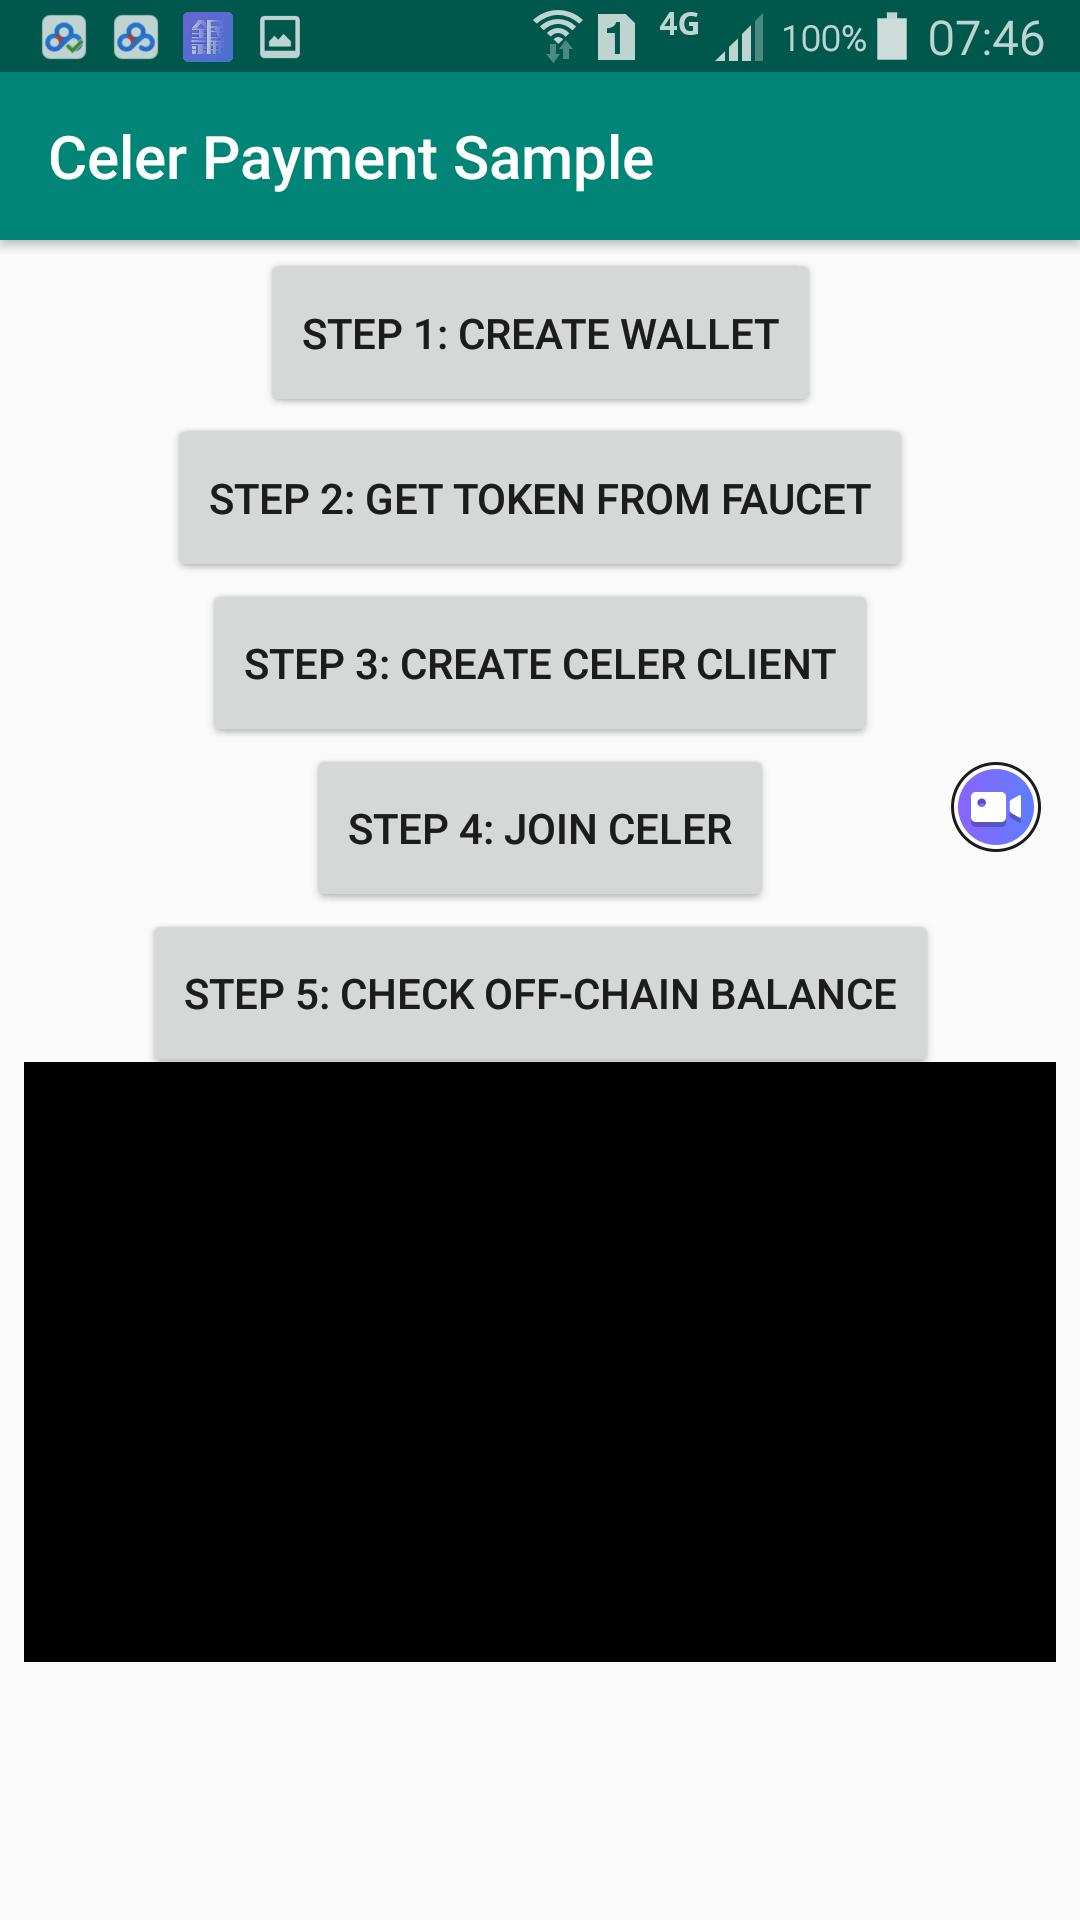 1 4G 100% 07:46
Celer Payment Sample
STEP 1: CREATE WALLET
STEP 2: GET TOKEN FROM FAUCET
STEP 3: CREATE CELER CLIENT
STEP 4: JOIN CELER
STEP 5: CHECK OFF-CHAIN BALANCE